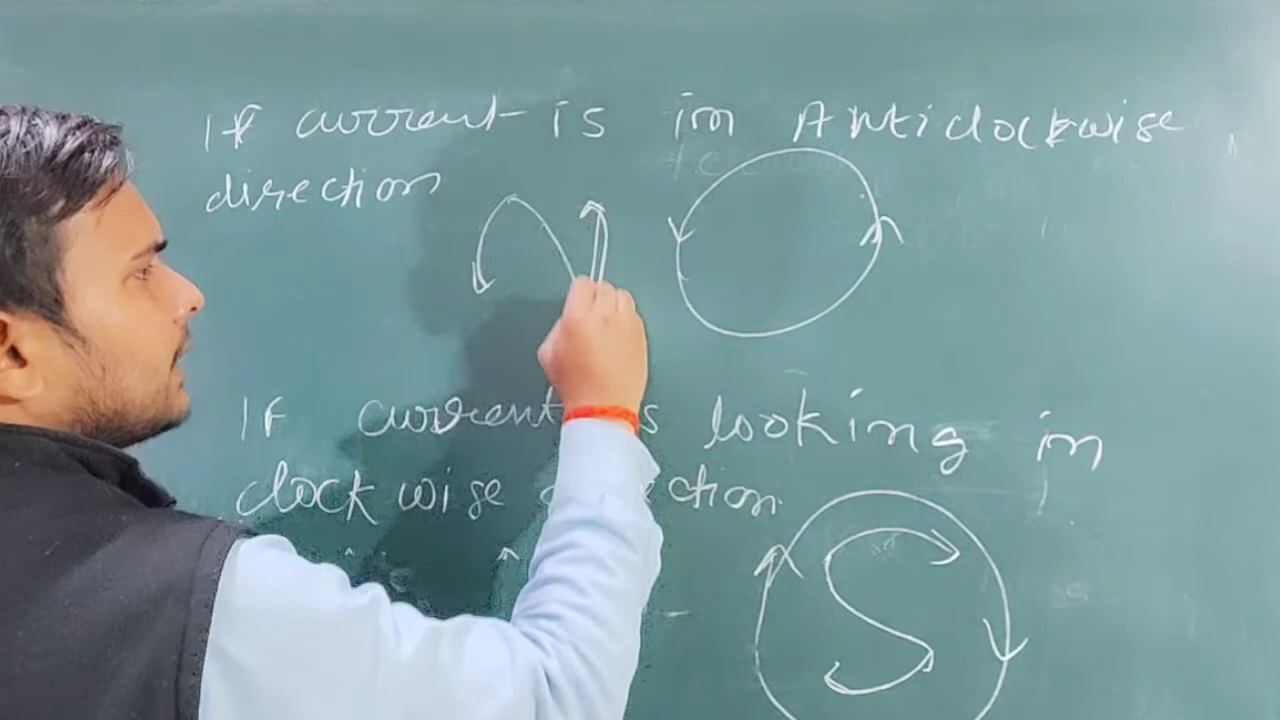 If current is in Anticlockwise
direction
N
If current is looking in
clockwise direction
S